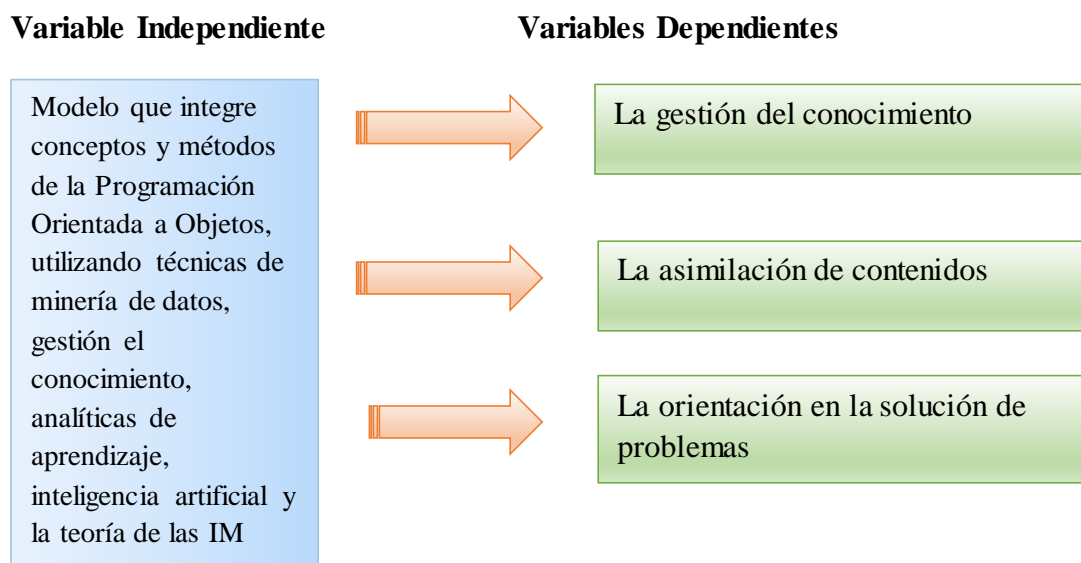 Variable Independiente
Variables Dependientes
Modelo que integre
conceptos y métodos
de la Programación
Orientada a Objetos,
utilizando técnicas de
minería de datos,
gestión el
conocimiento,
analíticas de
aprendizaje,
inteligencia artificial y
la teoría de las IM
La gestión del conocimiento
La asimilación de contenidos
La orientación en la solución de
problemas